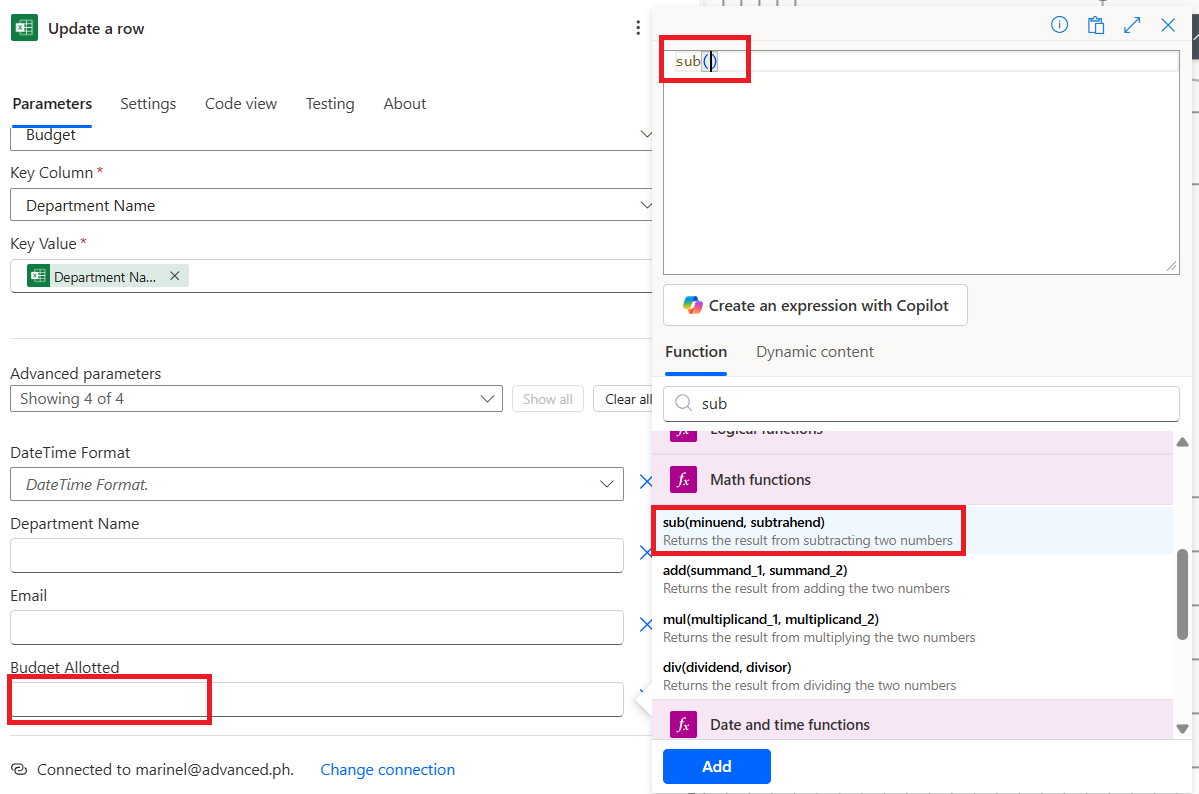 Update a row
Parameters
Settings
Code view
Testing
About
Budget
Key Column *
Department Name
Key Value *
Department Na...
Advanced parameters
Showing 4 of 4
Show all
Clear all
DateTime Format
DateTime Format.
Department Name
Email
Budget Allotted
Connected to marinel@advanced.ph.
Change connection
sub()
Create an expression with Copilot
Function
Dynamic content
sub
Logical functions
fx Math functions
sub(minuend, subtrahend)
Returns the result from subtracting two numbers
add(summand_1, summand_2)
Returns the result from adding the two numbers
mul(multiplicand_1, multiplicand_2)
Returns the result from multiplying the two numbers
div(dividend, divisor)
Returns the result from dividing the two numbers
fx Date and time functions
Add